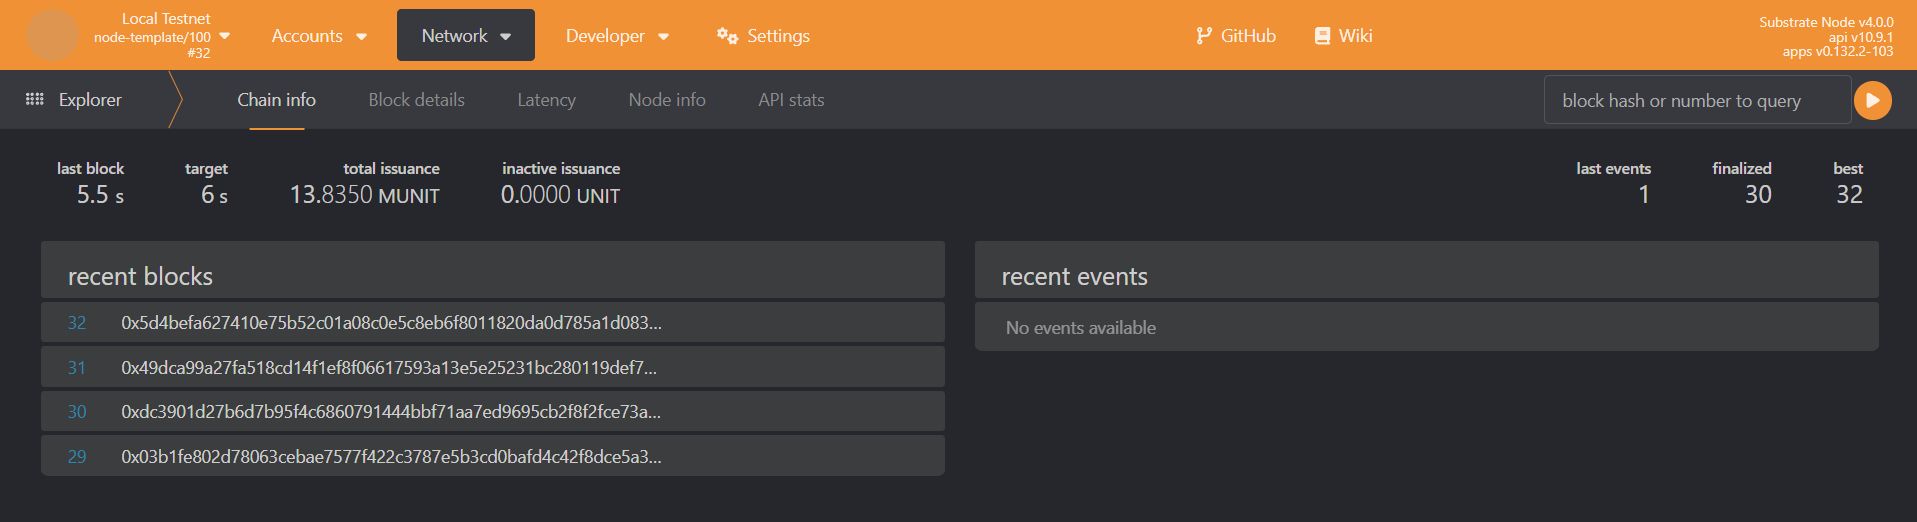 Local Testnet
node-template/100
#32
Accounts
Network
Developer
Settings
GitHub
Wiki
Substrate Node v4.0.0
api v10.9.1
apps v0.132.2-103
Explorer
Chain info
Block details
Latency
Node info
API stats
block hash or number to query
last block
5.5 s
target
6 s
total issuance
13.8350 MUNIT
inactive issuance
0.0000 UNIT
last events
1
finalized
30
best
32
recent blocks
32 0x5d4befa627410e75b52c01a08c0e5c8eb6f8011820da0d785a1d083...
31 0x49dca99a27fa518cd14f1ef8f06617593a13e5e25231bc280119def7...
30 0xdc3901d27b6d7b95f4c6860791444bbf71aa7ed9695cb2f8f2fce73a...
29 0x03b1fe802d78063cebae7577f422c3787e5b3cd0bafd4c42f8dce5a3...
recent events
No events available